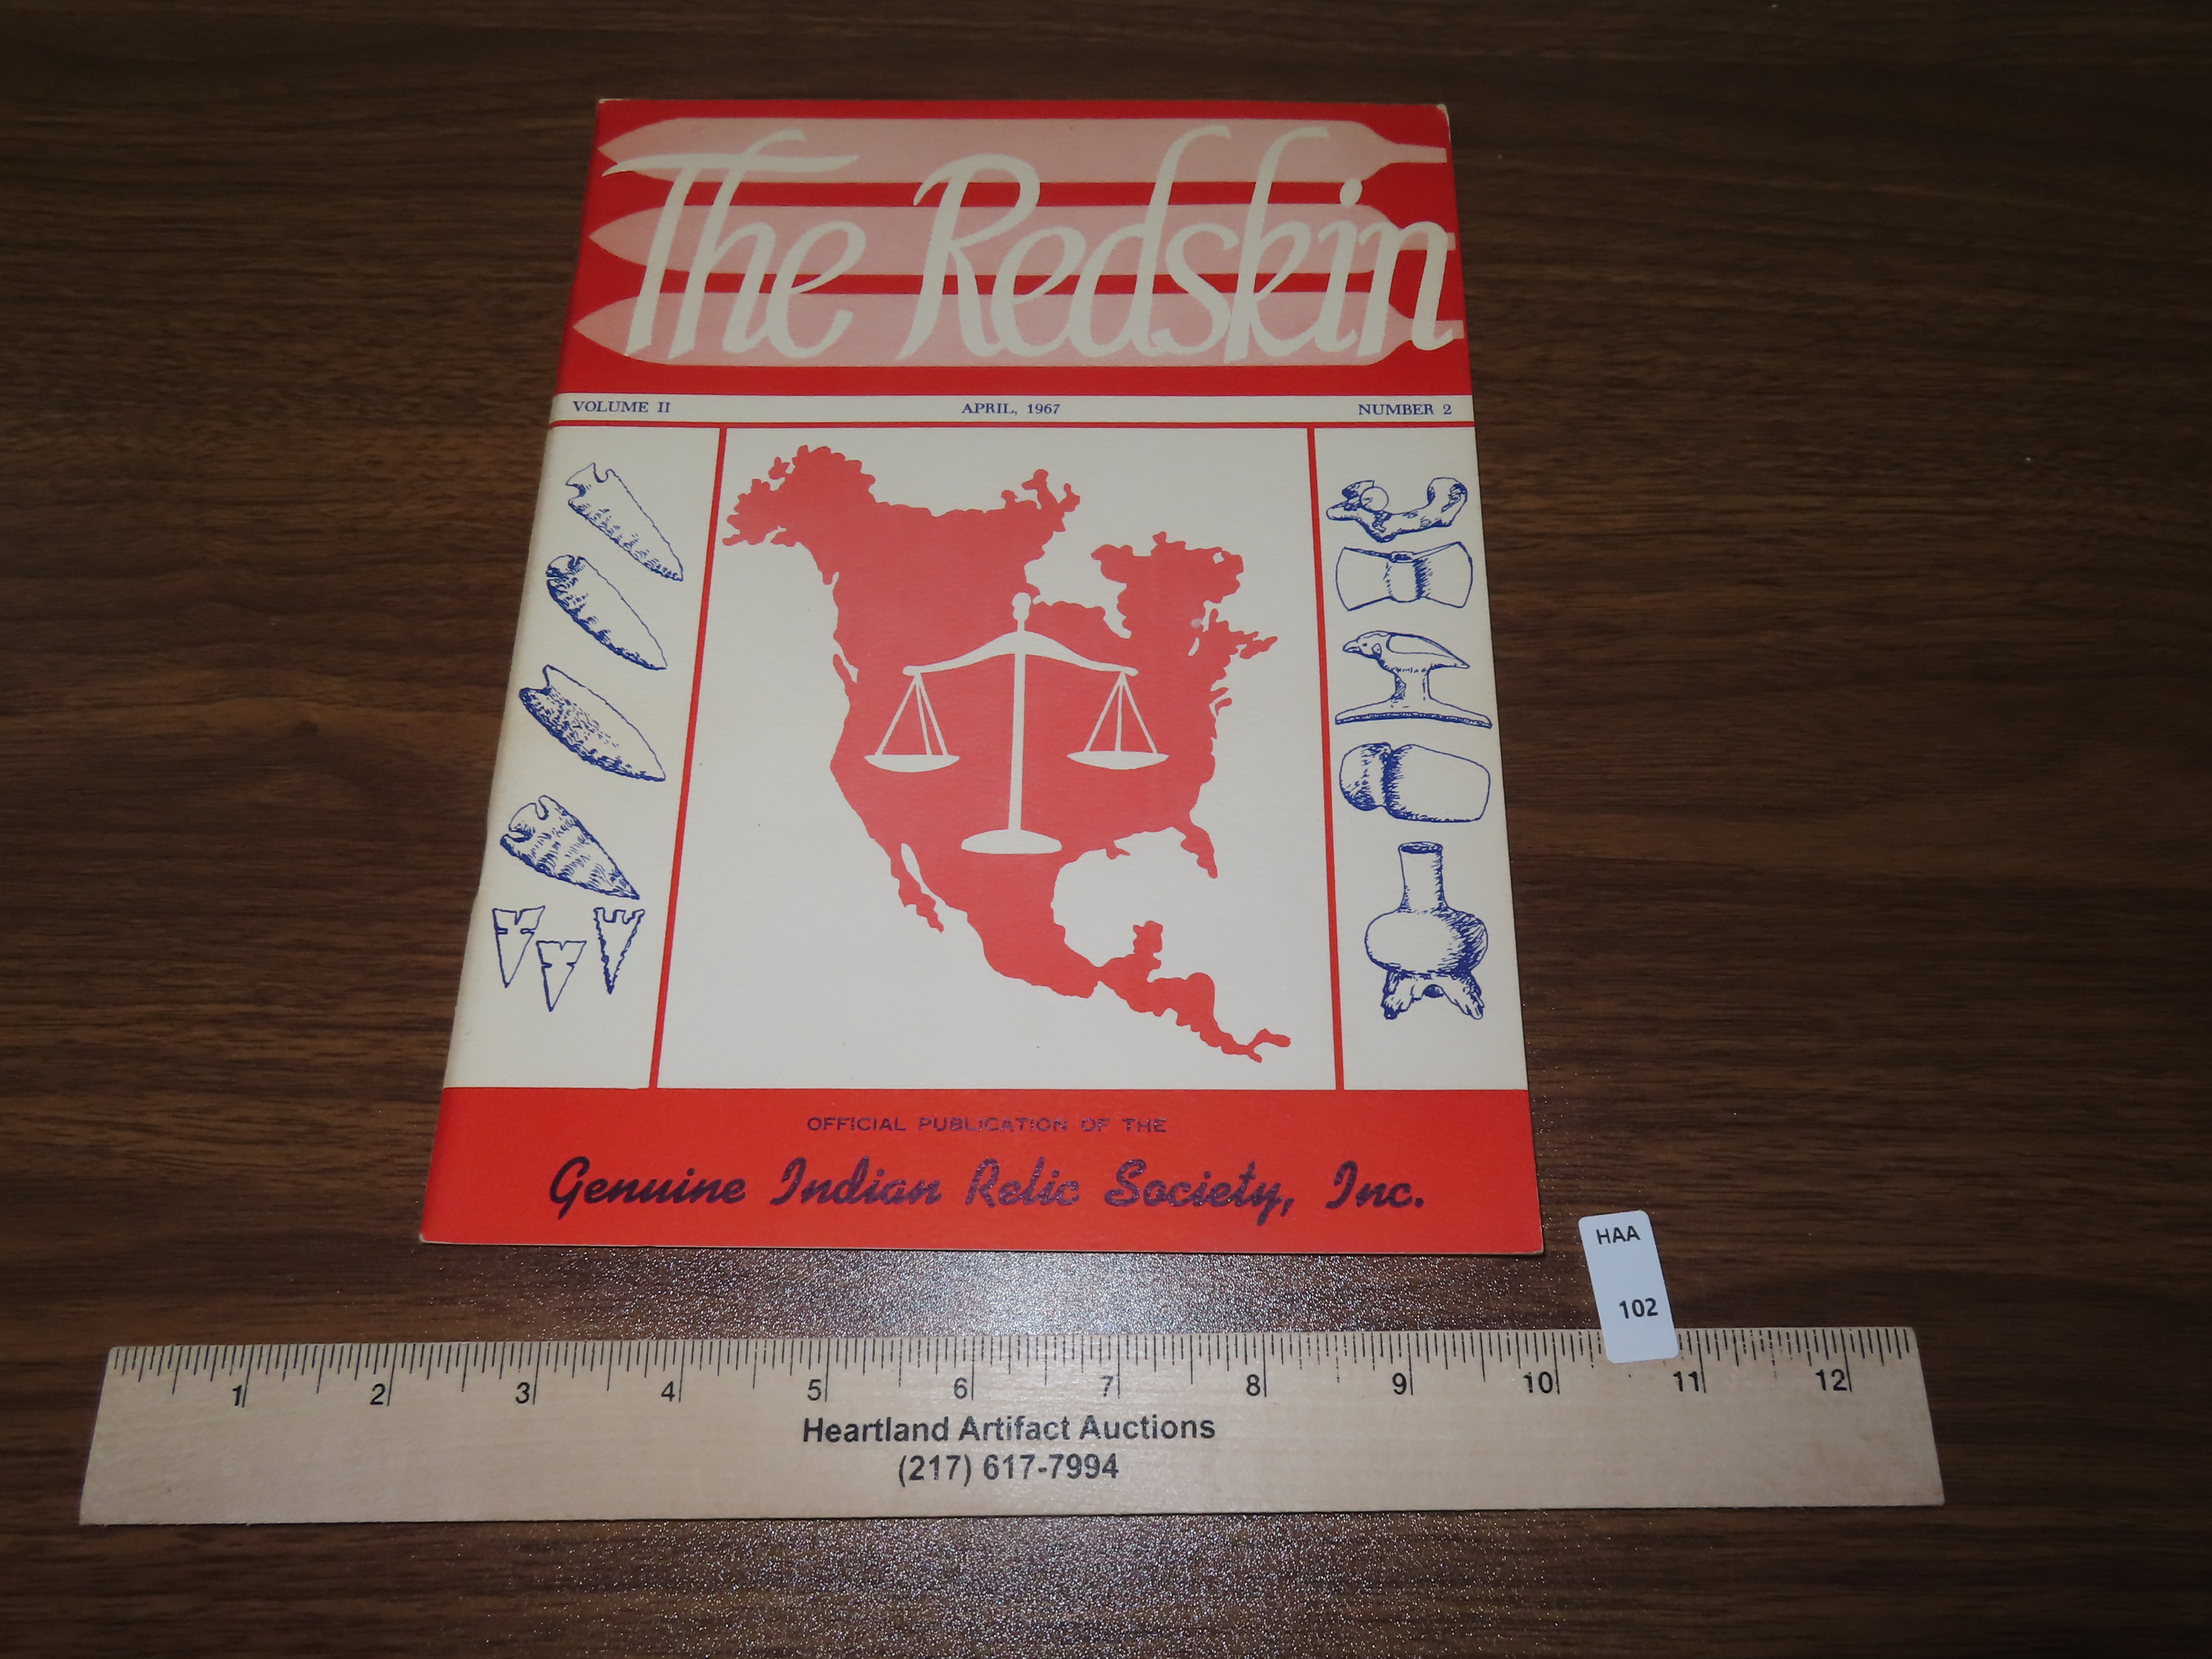 The Redskin
VOLUME II APRIL, 1967 NUMBER 2
OFFICIAL PUBLICATION OF THE
Genuine Indian Relic Society, Inc.
HAA
102
1 2 3 4 5 6 7 8 9 10 11 12
Heartland Artifact Auctions
(217) 617-7994